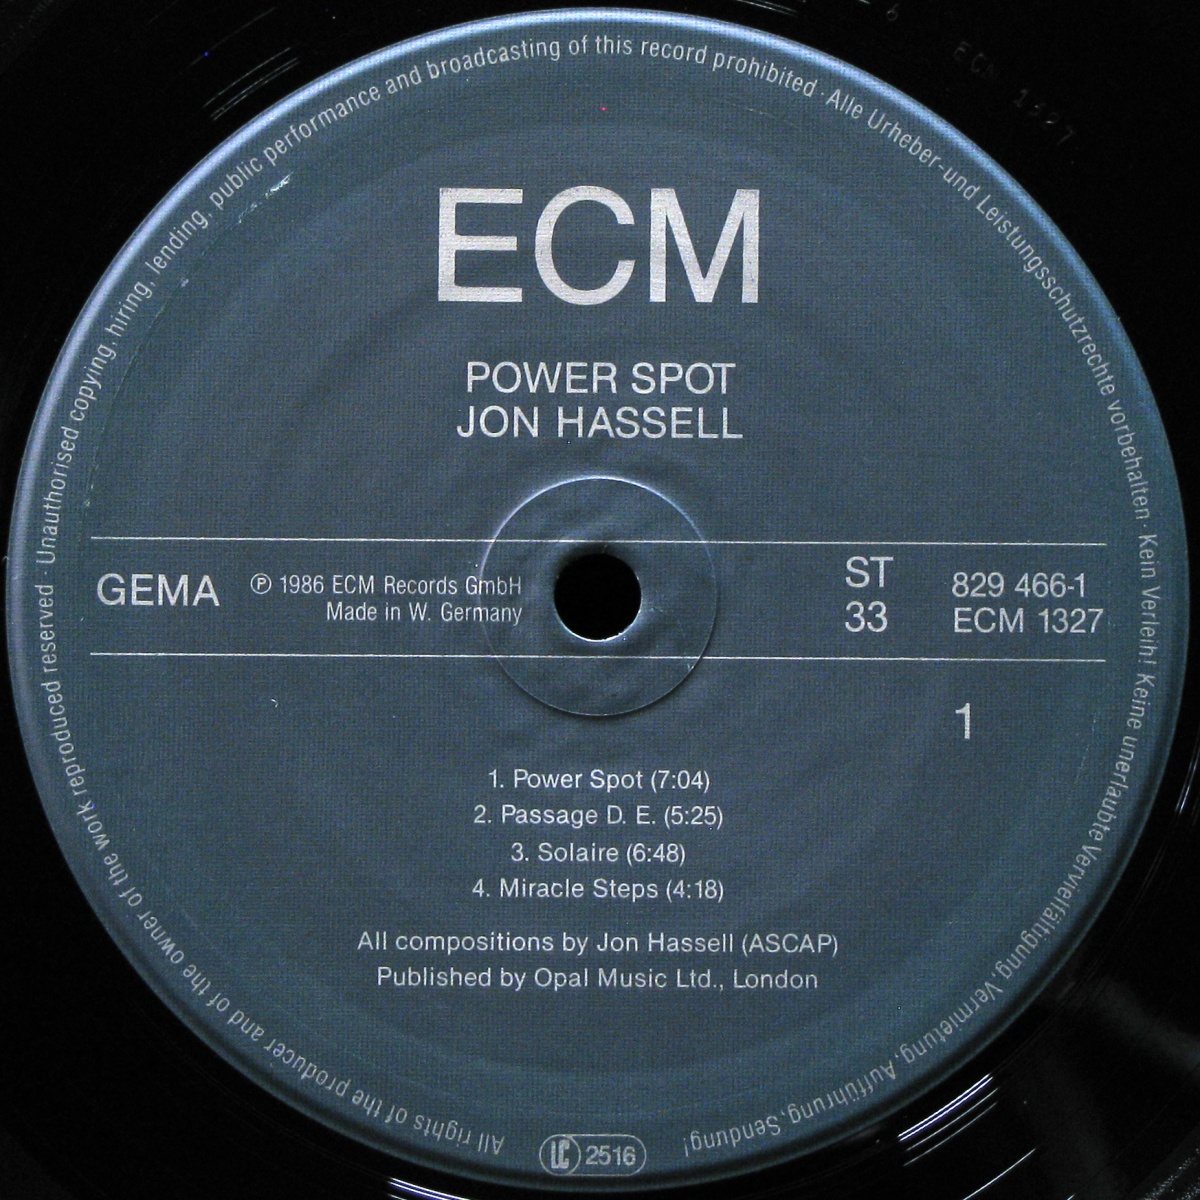 All rights of the producer and of the owner of the work reproduced reserved · Unauthorised copying, hiring, lending, public performance and broadcasting of this record prohibited · Alle Urheber- und Leistungsschutzrechte vorbehalten · Kein Verleih! Keine unerlaubte Vervielfältigung, Vermietung, Aufführung, Sendung!
ECM
POWER SPOT
JON HASSELL
GEMA
℗ 1986 ECM Records GmbH
Made in W. Germany
ST
33
829 466-1
ECM 1327
1
1. Power Spot (7:04)
2. Passage D. E. (5:25)
3. Solaire (6:48)
4. Miracle Steps (4:18)
All compositions by Jon Hassell (ASCAP)
Published by Opal Music Ltd., London
LC 2516
ECM 1327